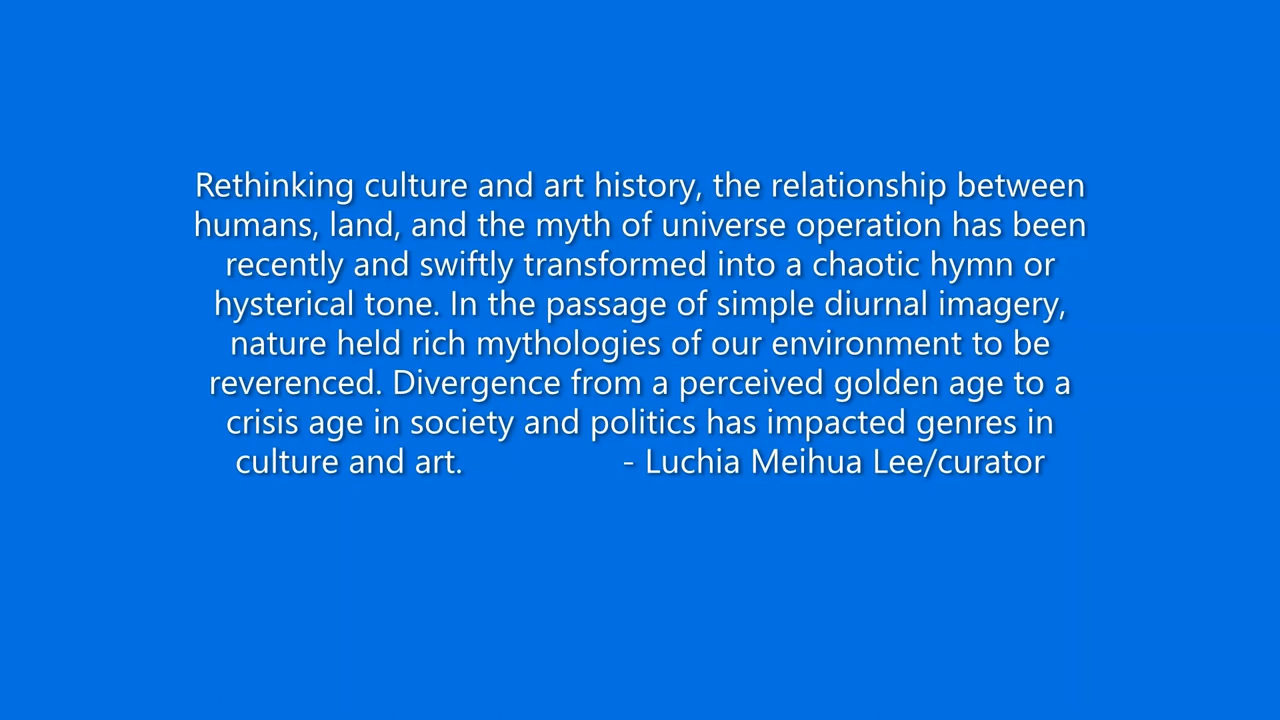 Rethinking culture and art history, the relationship between
humans, land, and the myth of universe operation has been
recently and swiftly transformed into a chaotic hymn or
hysterical tone. In the passage of simple diurnal imagery,
nature held rich mythologies of our environment to be
reverenced. Divergence from a perceived golden age to a
crisis age in society and politics has impacted genres in
culture and art. - Luchia Meihua Lee/curator